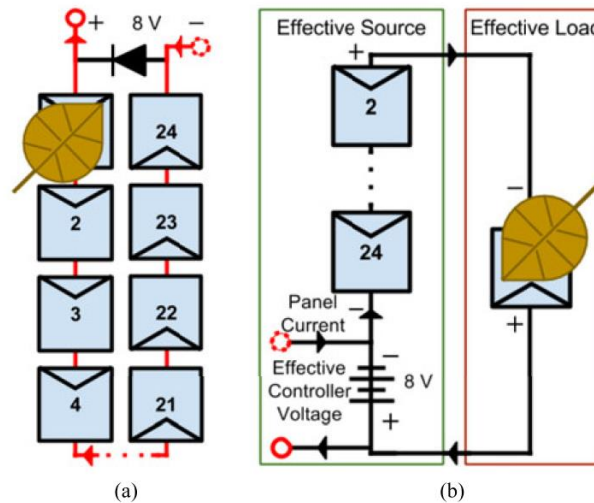 + 8 V −
24
2
23
3
22
4
21
(a)
Effective Source
+
2
24
−
Panel
Current
Effective
Controller
Voltage
−
8 V
+
Effective Load
−
+
(b)